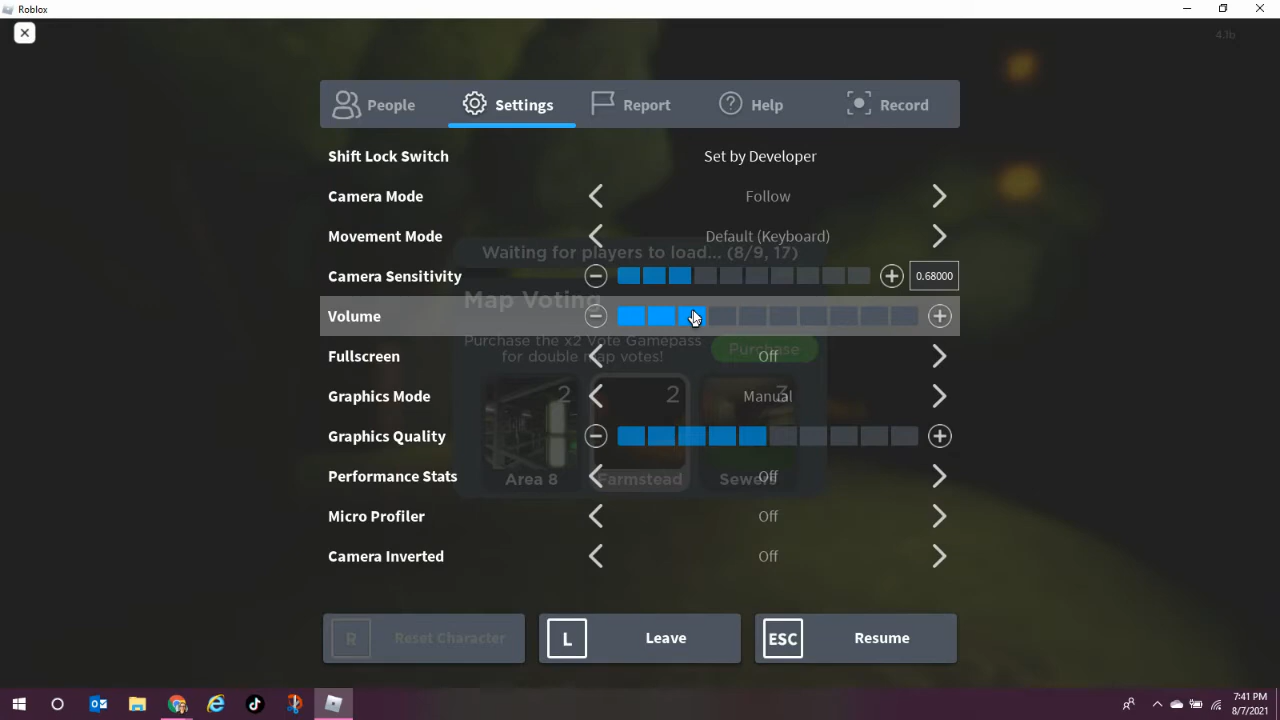 Roblox
4.1b
People Settings Report Help Record
Shift Lock Switch Set by Developer
Camera Mode Follow
Movement Mode Default (Keyboard)
Waiting for players to load... (8/9, 17)
Camera Sensitivity 0.68000
Map Voting
Volume
Purchase the x2 Vote Gamepass
for double map votes!
Purchase
Fullscreen Off
2 2 3
Graphics Mode Manual
Graphics Quality
Performance Stats Off
Area 8 Farmstead Sewers
Micro Profiler Off
Camera Inverted Off
R Reset Character L Leave ESC Resume
7:41 PM
8/7/2021